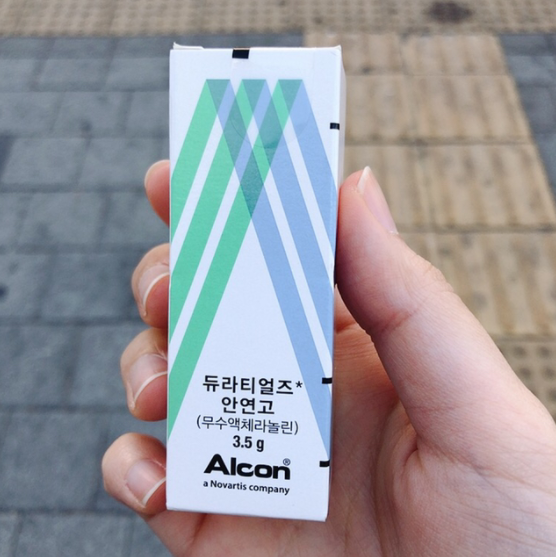 듀라티얼즈*
안연고
(무수액체라놀린)
3.5 g
Alcon®
a Novartis company